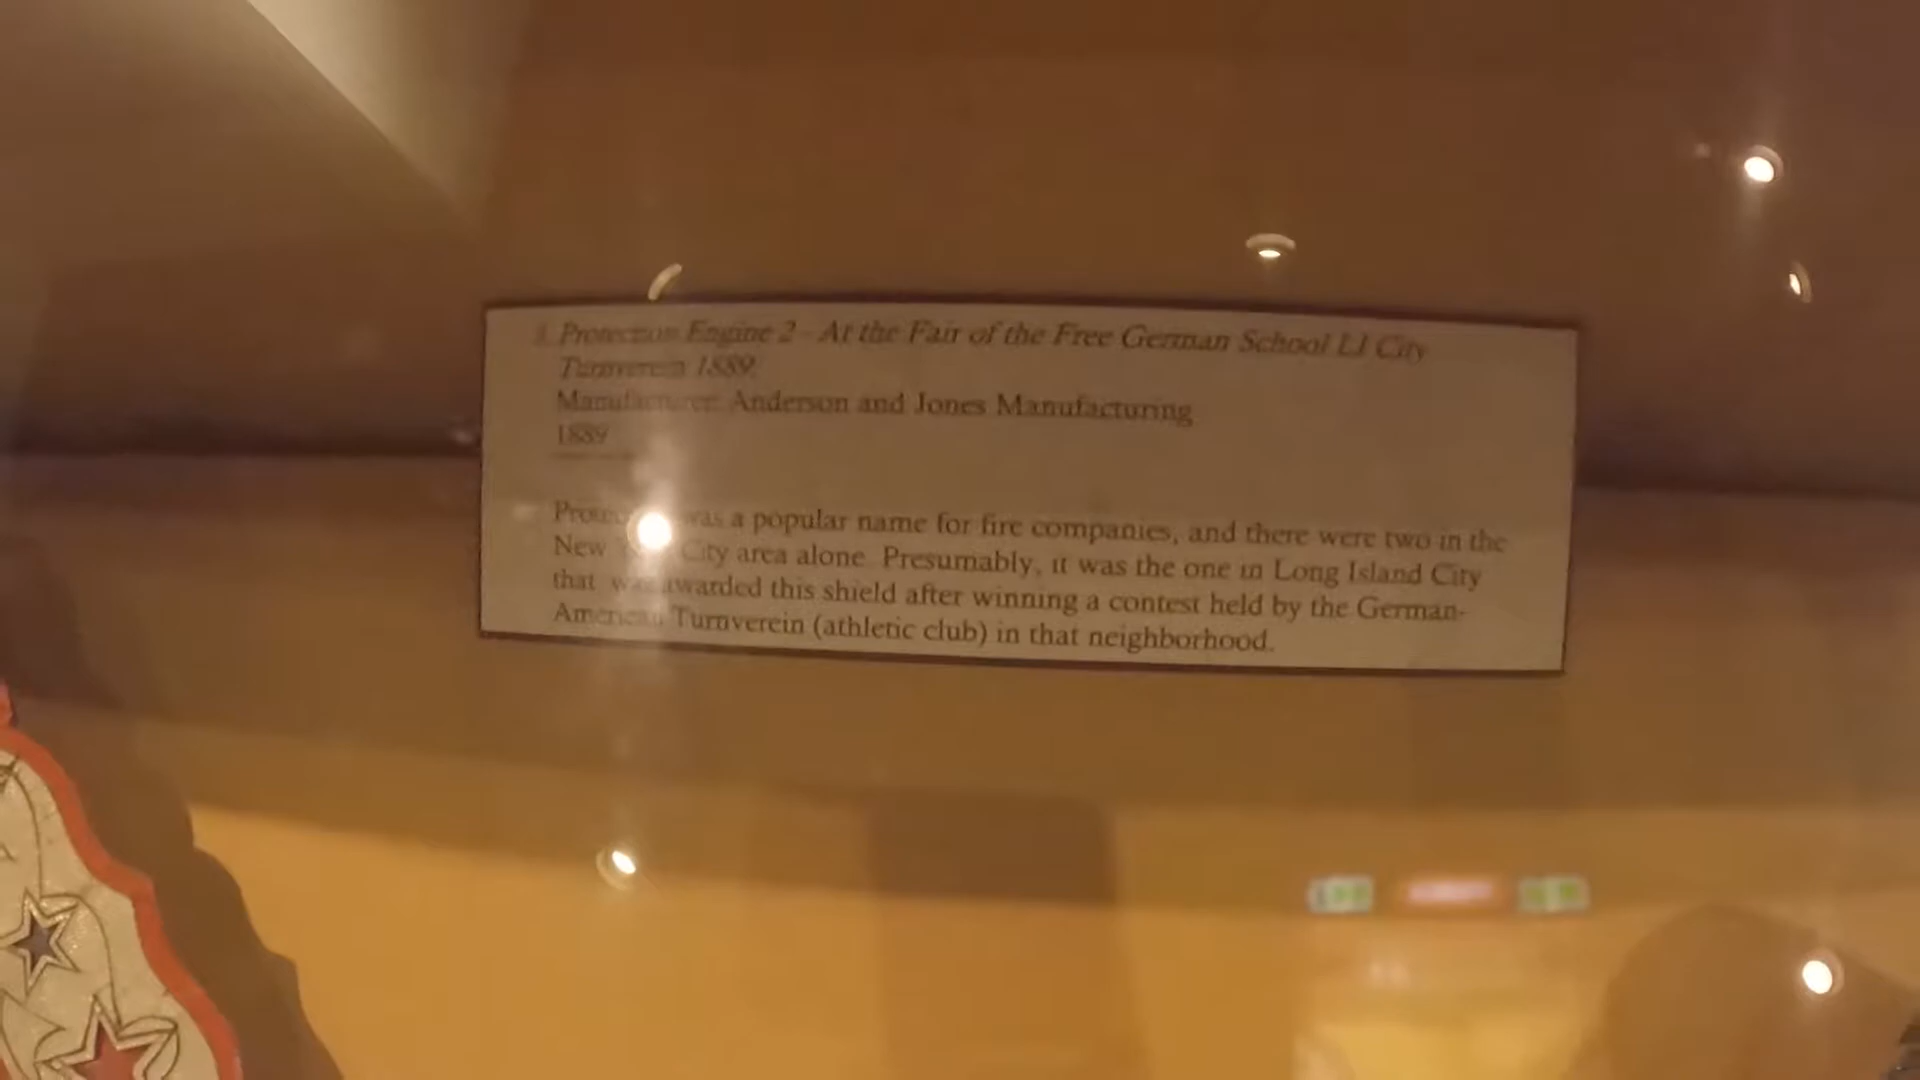 Protection Engine 2 - At the Fair of the Free German School LI City
Turnverein 1889
Manufacturer: Anderson and Jones Manufacturing
1889
was a popular name for fire companies, and there were two in the
New City area alone. Presumably, it was the one in Long Island City
that was awarded this shield after winning a contest held by the German-
American Turnverein (athletic club) in that neighborhood.